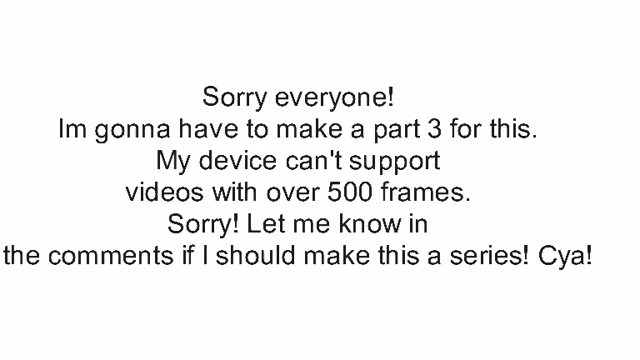 Sorry everyone!
Im gonna have to make a part 3 for this.
My device can't support
videos with over 500 frames.
Sorry! Let me know in
the comments if I should make this a series! Cya!